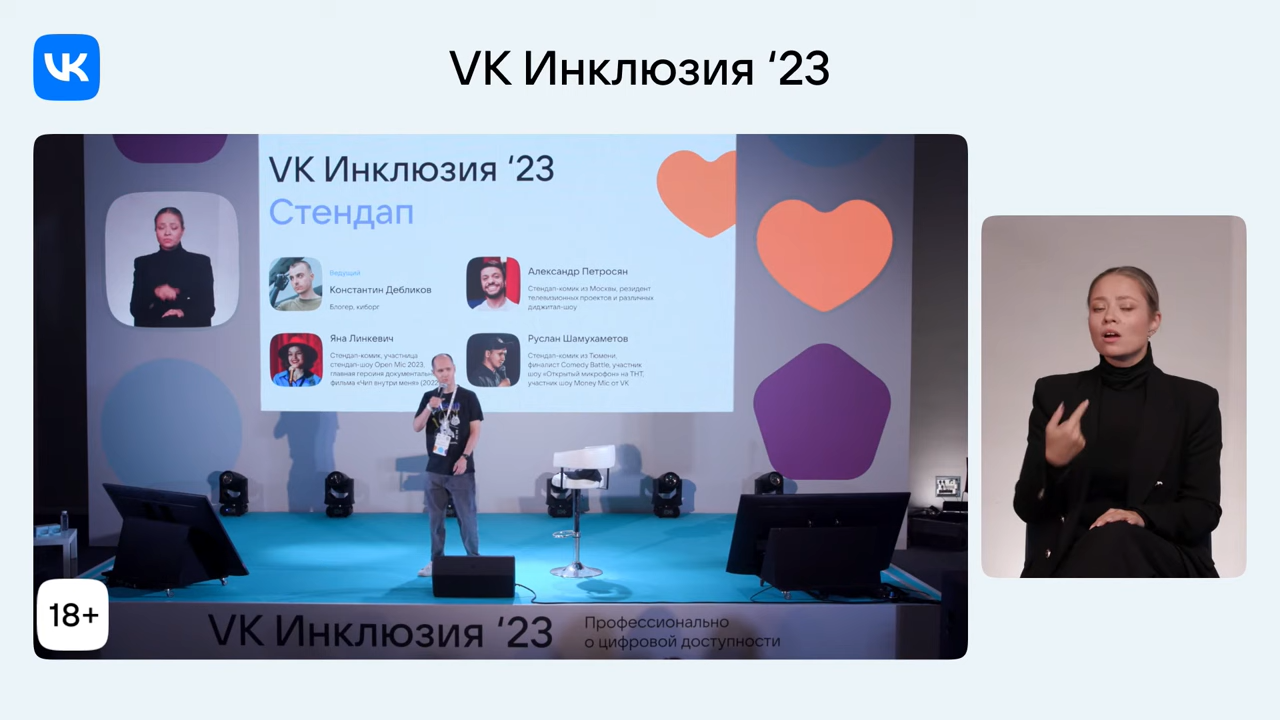 VK
VK Инклюзия ‘23
VK Инклюзия ‘23
Стендап
Ведущий
Константин Дебликов
Блогер, киборг
Александр Петросян
Стендап-комик из Москвы, резидент
телевизионных проектов и различных
диджитал-шоу
Яна Линкевич
Стендап-комик, участница
стендап-шоу Open Mic 2023,
главная героиня документально
фильма «Чип внутри меня» (2022
Руслан Шамухаметов
Стендап-комик из Тюмени,
финалист Comedy Battle, участник
шоу «Открытый микрофон» на ТНТ,
участник шоу Money Mic от VK
18+
VK Инклюзия ‘23
Профессионально
о цифровой доступности